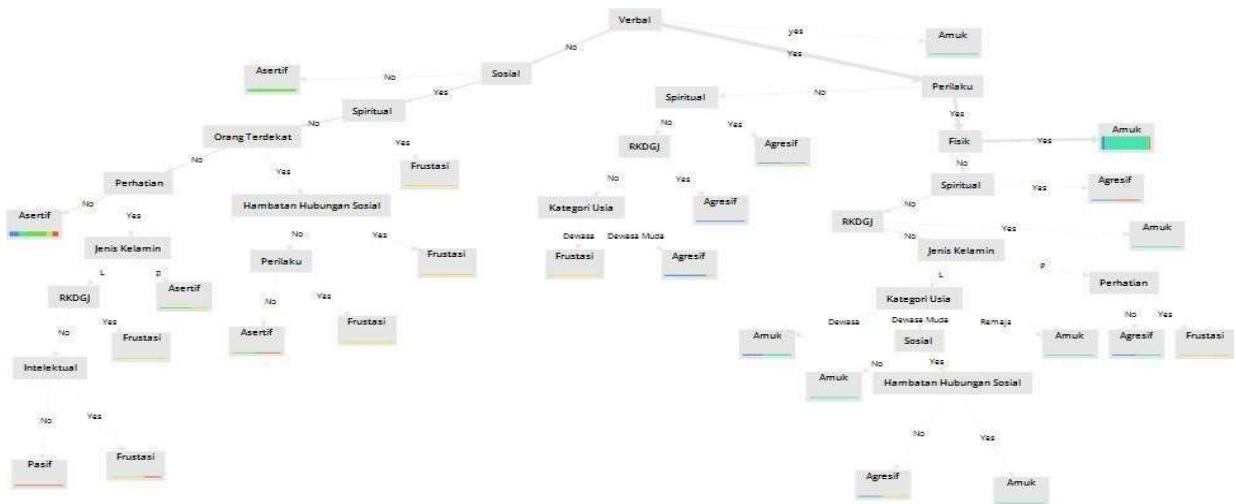 Verbal
yes
Amuk
No
Yes
Asertif
No
Sosial
Perilaku
Yes
Spiritual
No
Spiritual
Yes
No
Orang Terdekat
Yes
No
Yes
RKDGJ
Agresif
Fisik
Yes
Amuk
No
Yes
Frustasi
No
Perhatian
Hambatan Hubungan Sosial
No
Yes
Kategori Usia
Agresif
Spiritual
Yes
Agresif
No
Asertif
No
Yes
Jenis Kelamin
No
Yes
Perilaku
Frustasi
Dewasa
Dewasa Muda
Frustasi
Agresif
RKDGJ
No
Yes
Amuk
Jenis Kelamin
L
P
L
P
RKDGJ
Asertif
No
Yes
Asertif
Frustasi
Kategori Usia
Perhatian
No
Yes
Frustasi
Dewasa
Dewasa Muda
Remaja
No
Yes
Amuk
Sosial
Amuk
Agresif
Frustasi
Intelektual
No
Yes
Amuk
Hambatan Hubungan Sosial
No
Yes
No
Yes
Pasif
Frustasi
Agresif
Amuk